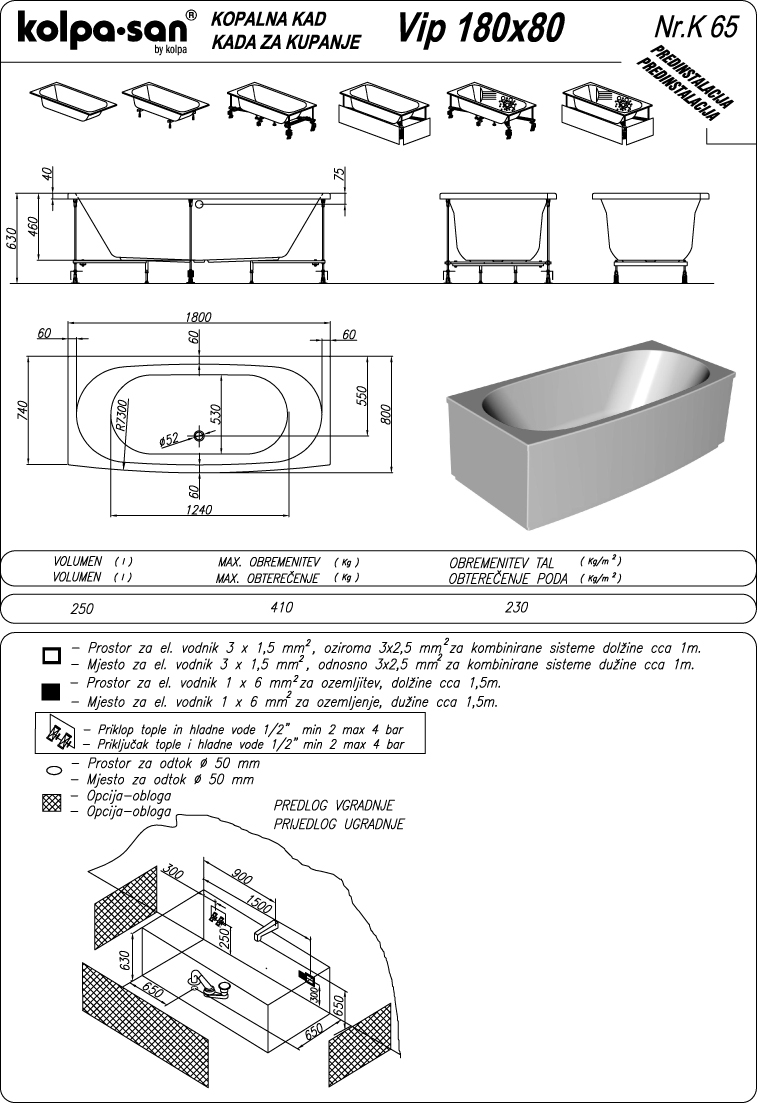 kolpa·san®
by kolpa
KOPALNA KAD
KADA ZA KUPANJE
Vip 180x80
Nr.K 65
PREDINSTALACIJA
PREDINSTALACIJA
40
75
630
460
1800
60
60
60
740
R7300
530
ø52
550
800
60
1240
VOLUMEN ( l ) MAX. OBREMENITEV ( Kg ) OBREMENITEV TAL ( Kg/m² )
VOLUMEN ( l ) MAX. OBTEREČENJE ( Kg ) OBTEREČENJE PODA ( Kg/m² )
250 410 230
– Prostor za el. vodnik 3 x 1,5 mm², oziroma 3x2,5 mm² za kombinirane sisteme dolžine cca 1m.
– Mjesto za el. vodnik 3 x 1,5 mm², odnosno 3x2,5 mm² za kombinirane sisteme dužine cca 1m.
– Prostor za el. vodnik 1 x 6 mm² za ozemljitev, dolžine cca 1,5m.
– Mjesto za el. vodnik 1 x 6 mm² za ozemljenje, dužine cca 1,5m.
– Priklop tople in hladne vode 1/2" min 2 max 4 bar
– Priključak tople i hladne vode 1/2" min 2 max 4 bar
– Prostor za odtok ø 50 mm
– Mjesto za odtok ø 50 mm
– Opcija-obloga
– Opcija-obloga
PREDLOG VGRADNJE
PRIJEDLOG UGRADNJE
300
900
1500
250
630
650
300
650
650